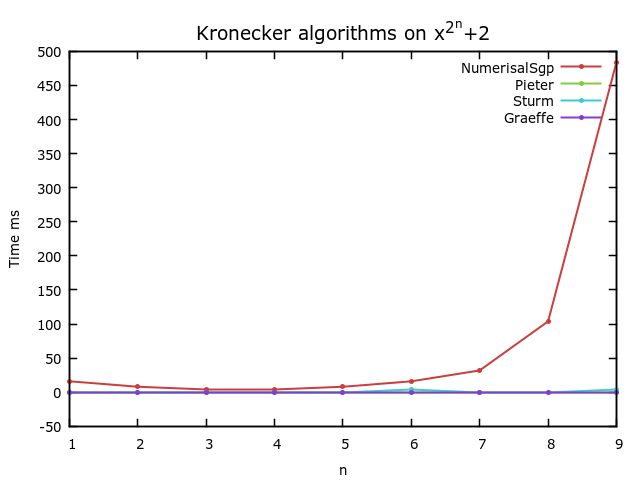 Kronecker algorithms on x^2^n+2
500
450
400
350
300
250
200
150
100
50
0
-50
Time ms
NumerisalSgp
Pieter
Sturm
Graeffe
1 2 3 4 5 6 7 8 9
n